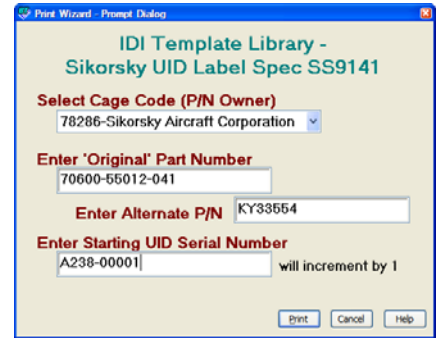 Print Wizard - Prompt Dialog
IDI Template Library -
Sikorsky UID Label Spec SS9141
Select Cage Code (P/N Owner)
78286-Sikorsky Aircraft Corporation
Enter 'Original' Part Number
70600-55012-041
Enter Alternate P/N KY33554
Enter Starting UID Serial Number
A238-00001 will increment by 1
Print Cancel Help